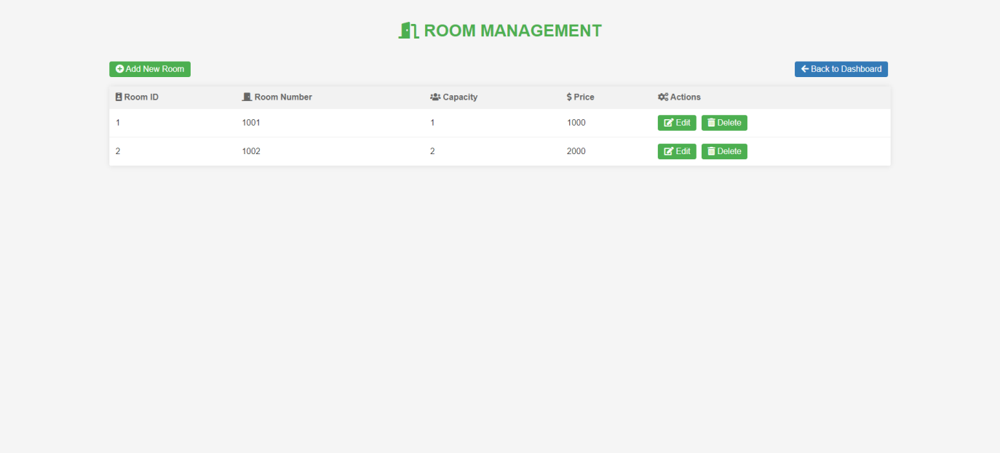 ROOM MANAGEMENT
Add New Room Back to Dashboard
Room ID Room Number Capacity $ Price Actions
1 1001 1 1000 Edit Delete
2 1002 2 2000 Edit Delete